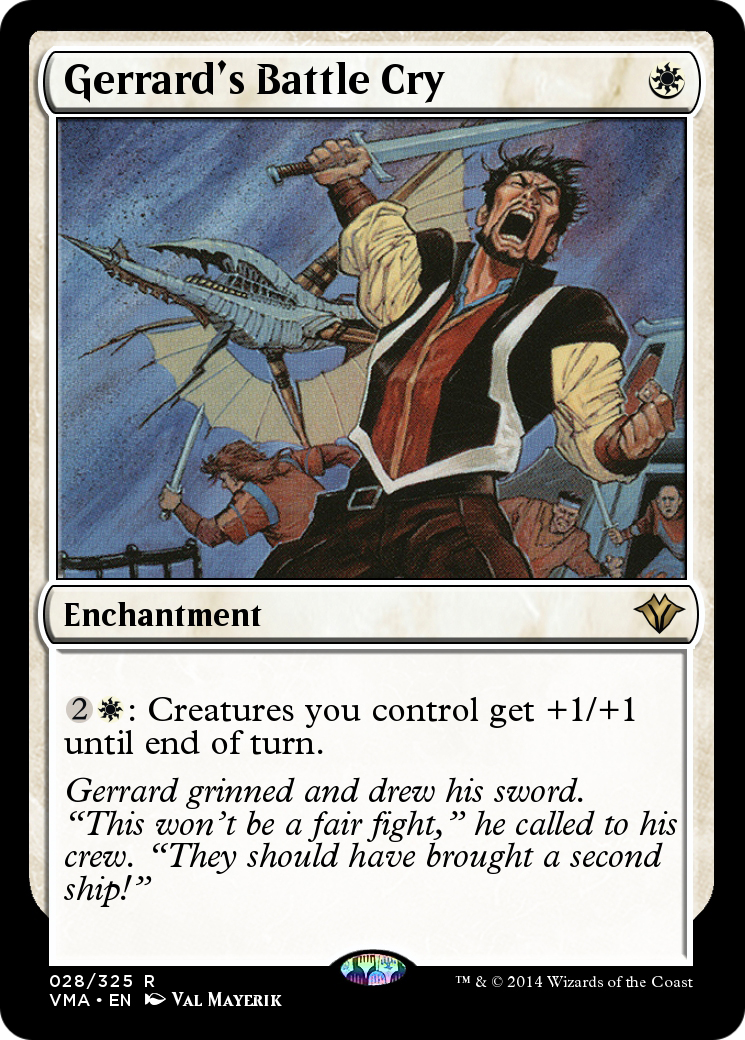 Gerrard's Battle Cry
Enchantment
2: Creatures you control get +1/+1
until end of turn.
Gerrard grinned and drew his sword.
“This won't be a fair fight,” he called to his
crew. “They should have brought a second
ship!”
028/325 R
VMA • EN Val Mayerik
™ & © 2014 Wizards of the Coast